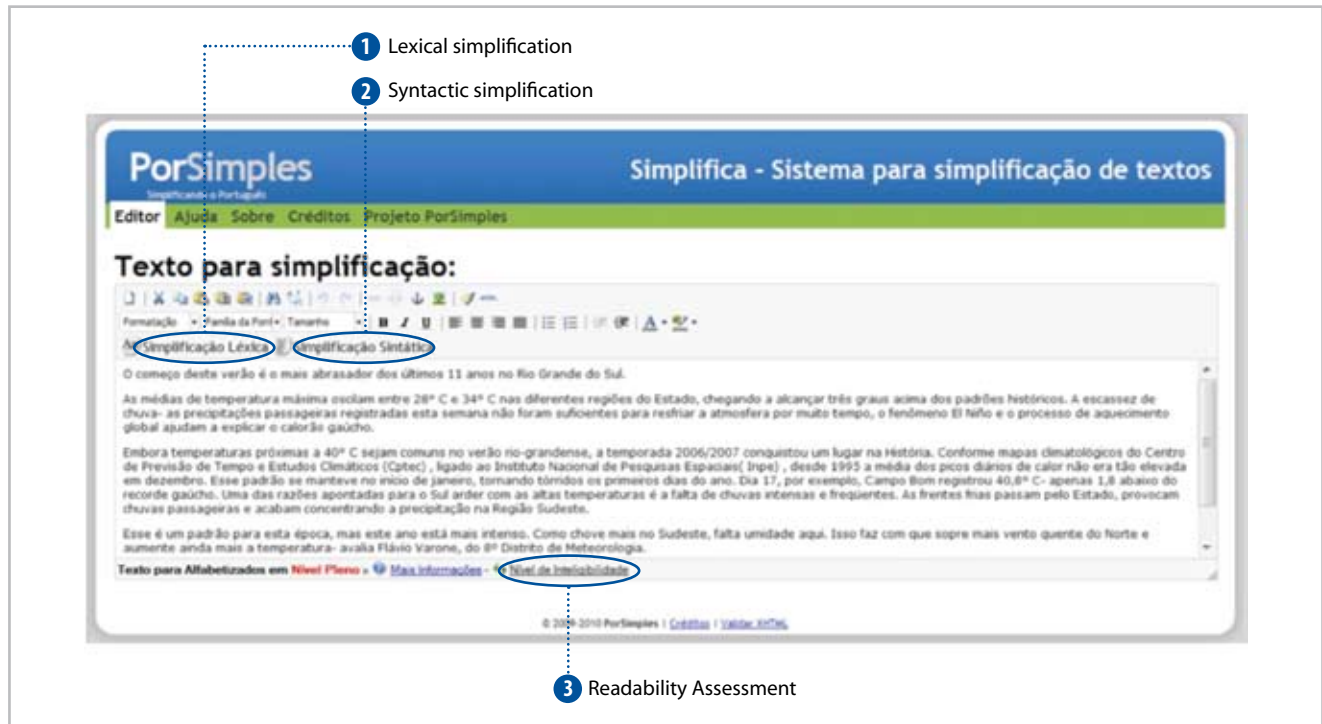 1 Lexical simplification
2 Syntactic simplification
PorSimples
Simplificando o Português
Simplifica - Sistema para simplificação de textos
Editor Ajuda Sobre Créditos Projeto PorSimples
Texto para simplificação:
Formatação Família da Font Tamanho B I U A
Simplificação Léxica Simplificação Sintática
O começo deste verão é o mais abrasador dos últimos 11 anos no Rio Grande do Sul.
As médias de temperatura máxima oscilam entre 28° C e 34° C nas diferentes regiões do Estado, chegando a alcançar três graus acima dos padrões históricos. A escassez de
chuva- as precipitações passageiras registradas esta semana não foram suficientes para resfriar a atmosfera por muito tempo, o fenômeno El Niño e o processo de aquecimento
global ajudam a explicar o calorão gaúcho.
Embora temperaturas próximas a 40° C sejam comuns no verão rio-grandense, a temporada 2006/2007 conquistou um lugar na História. Conforme mapas climatológicos do Centro
de Previsão de Tempo e Estudos Climáticos (Cptec) , ligado ao Instituto Nacional de Pesquisas Espaciais( Inpe) , desde 1995 a média dos picos diários de calor não era tão elevada
em dezembro. Esse padrão se manteve no início de janeiro, tornando tórridos os primeiros dias do ano. Dia 17, por exemplo, Campo Bom registrou 40,8° C- apenas 1,8 abaixo do
recorde gaúcho. Uma das razões apontadas para o Sul arder com as altas temperaturas é a falta de chuvas intensas e freqüentes. As frentes frias passam pelo Estado, provocam
chuvas passageiras e acabam concentrando a precipitação na Região Sudeste.
Esse é um padrão para esta época, mas este ano está mais intenso. Como chove mais no Sudeste, falta umidade aqui. Isso faz com que sopre mais vento quente do Norte e
aumente ainda mais a temperatura- avalia Flávio Varone, do 8º Distrito de Meteorologia.
Texto para Alfabetizados em Nível Pleno » Mais Informações - Nível de Inteligibilidade
© 2009-2010 PorSimples | Créditos | Validar XHTML
3 Readability Assessment